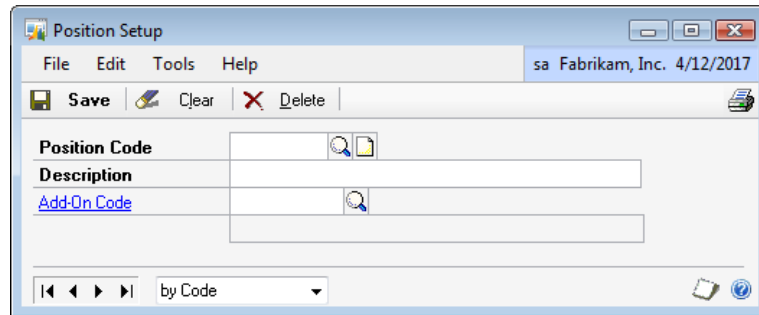 Position Setup
File Edit Tools Help sa Fabrikam, Inc. 4/12/2017
Save Clear Delete
Position Code
Description
Add-On Code
by Code